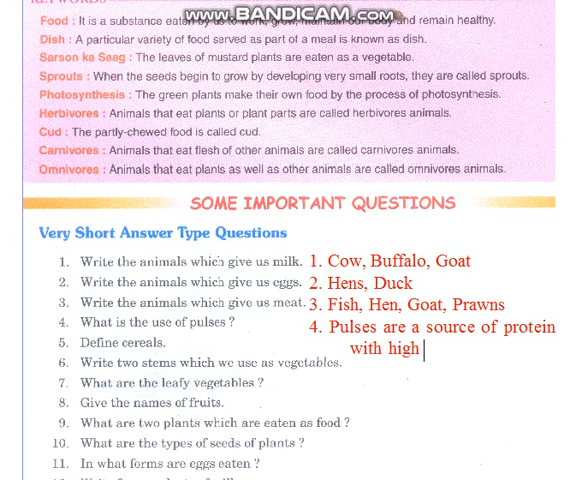 KEYWORDS
www.BANDICAM.com
Food : It is a substance eaten by us to work, grow, maintain our body and remain healthy.
Dish : A particular variety of food served as part of a meal is known as dish.
Sarson ka Saag : The leaves of mustard plants are eaten as a vegetable.
Sprouts : When the seeds begin to grow by developing very small roots, they are called sprouts.
Photosynthesis : The green plants make their own food by the process of photosynthesis.
Herbivores : Animals that eat plants or plant parts are called herbivores animals.
Cud : The partly-chewed food is called cud.
Carnivores : Animals that eat flesh of other animals are called carnivores animals.
Omnivores : Animals that eat plants as well as other animals are called omnivores animals.
SOME IMPORTANT QUESTIONS
Very Short Answer Type Questions
1. Write the animals which give us milk. 1. Cow, Buffalo, Goat
2. Write the animals which give us eggs. 2. Hens, Duck
3. Write the animals which give us meat. 3. Fish, Hen, Goat, Prawns
4. What is the use of pulses ? 4. Pulses are a source of protein
5. Define cereals. with high
6. Write two stems which we use as vegetables.
7. What are the leafy vegetables ?
8. Give the names of fruits.
9. What are two plants which are eaten as food ?
10. What are the types of seeds of plants ?
11. In what forms are eggs eaten ?